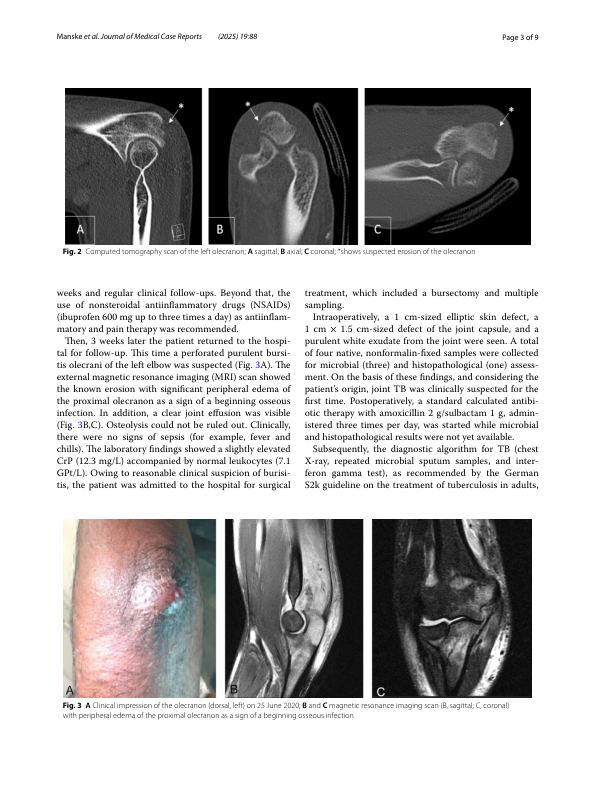 Manske et al. Journal of Medical Case Reports (2025) 19:88
Page 3 of 9
*
*
*
A
A
B
C
Fig. 2 Computed tomography scan of the left olecranon; A sagittal; B axial; C coronal; *shows suspected erosion of the olecranon
weeks and regular clinical follow-ups. Beyond that, the
use of nonsteroidal antiinflammatory drugs (NSAIDs)
(ibuprofen 600 mg up to three times a day) as antiinflam-
matory and pain therapy was recommended.
Then, 3 weeks later the patient returned to the hospi-
tal for follow-up. This time a perforated purulent bursi-
tis olecrani of the left elbow was suspected (Fig. 3A). The
external magnetic resonance imaging (MRI) scan showed
the known erosion with significant peripheral edema of
the proximal olecranon as a sign of a beginning osseous
infection. In addition, a clear joint effusion was visible
(Fig. 3B,C). Osteolysis could not be ruled out. Clinically,
there were no signs of sepsis (for example, fever and
chills). The laboratory findings showed a slightly elevated
CrP (12.3 mg/L) accompanied by normal leukocytes (7.1
GPt/L). Owing to reasonable clinical suspicion of burisi-
tis, the patient was admitted to the hospital for surgical
treatment, which included a bursectomy and multiple
sampling.
Intraoperatively, a 1 cm-sized elliptic skin defect, a
1 cm × 1.5 cm-sized defect of the joint capsule, and a
purulent white exudate from the joint were seen. A total
of four native, nonformalin-fixed samples were collected
for microbial (three) and histopathological (one) assess-
ment. On the basis of these findings, and considering the
patient's origin, joint TB was clinically suspected for the
first time. Postoperatively, a standard calculated antibi-
otic therapy with amoxicillin 2 g/sulbactam 1 g, admin-
istered three times per day, was started while microbial
and histopathological results were not yet available.
Subsequently, the diagnostic algorithm for TB (chest
X-ray, repeated microbial sputum samples, and inter-
feron gamma test), as recommended by the German
S2k guideline on the treatment of tuberculosis in adults,
A
B
C
Fig. 3 A Clinical impression of the olecranon (dorsal, left) on 25 June 2020; B and C magnetic resonance imaging scan (B, sagittal; C, coronal)
with peripheral edema of the proximal olecranon as a sign of a beginning osseous infection